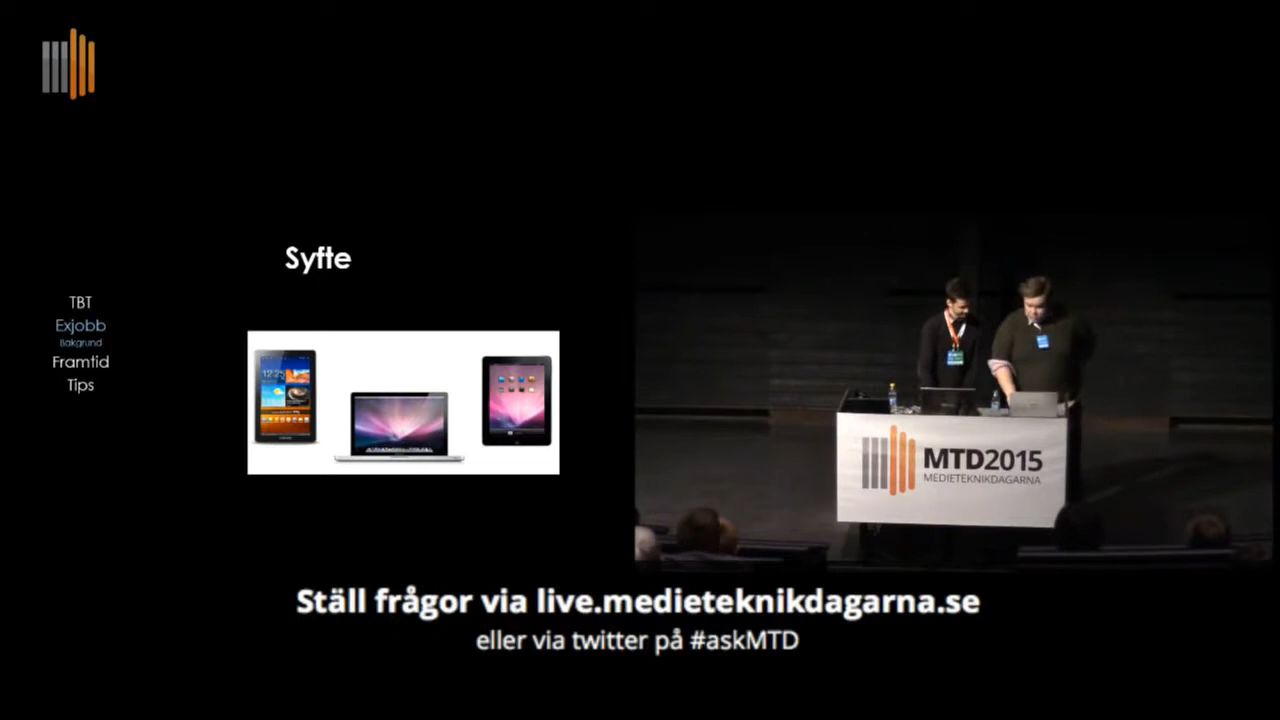 Syfte
TBT
Exjobb
Bakgrund
Framtid
Tips
MTD2015
MEDIETEKNIKDAGARNA
Ställ frågor via live.medieteknikdagarna.se
eller via twitter på #askMTD